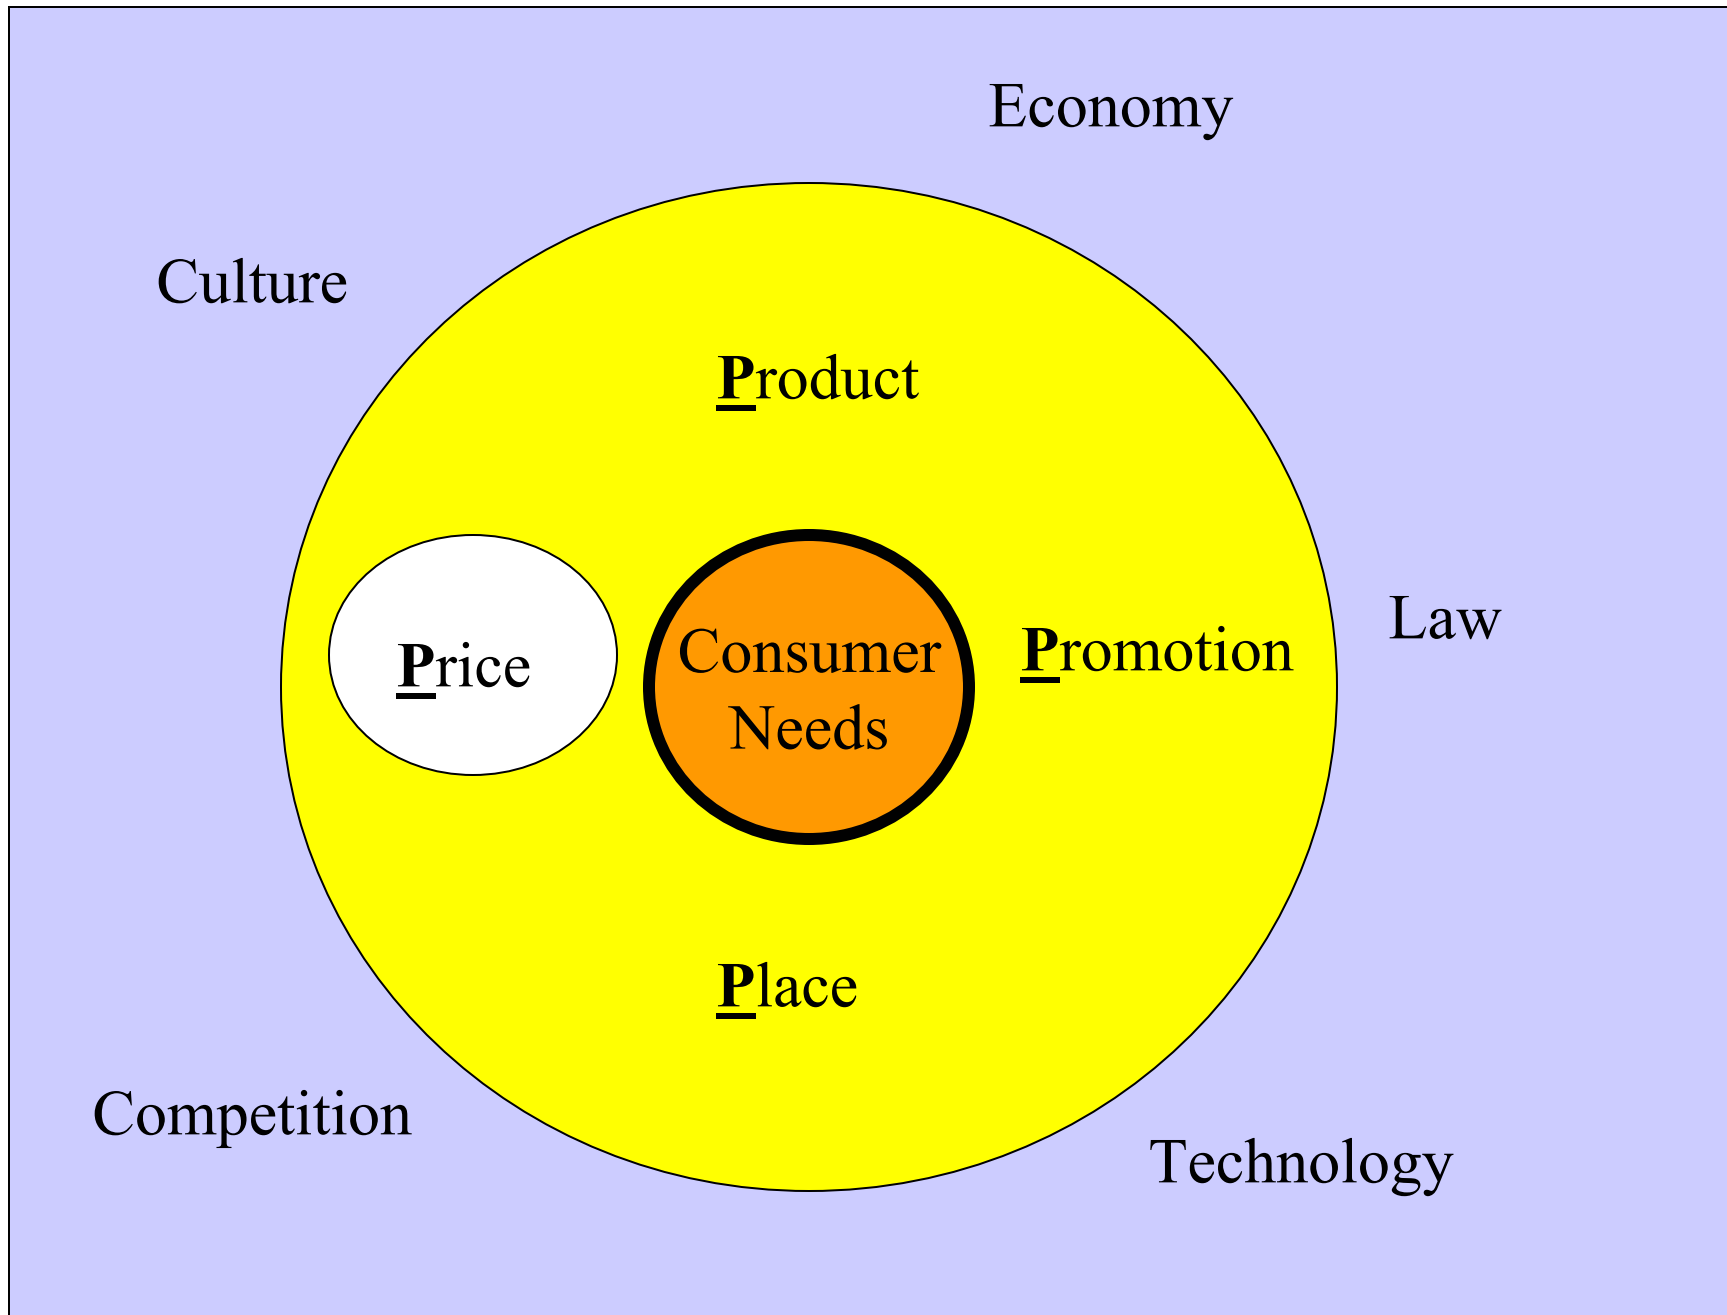 Economy
Culture
Product
Price
Consumer
Needs
Promotion
Law
Place
Competition
Technology